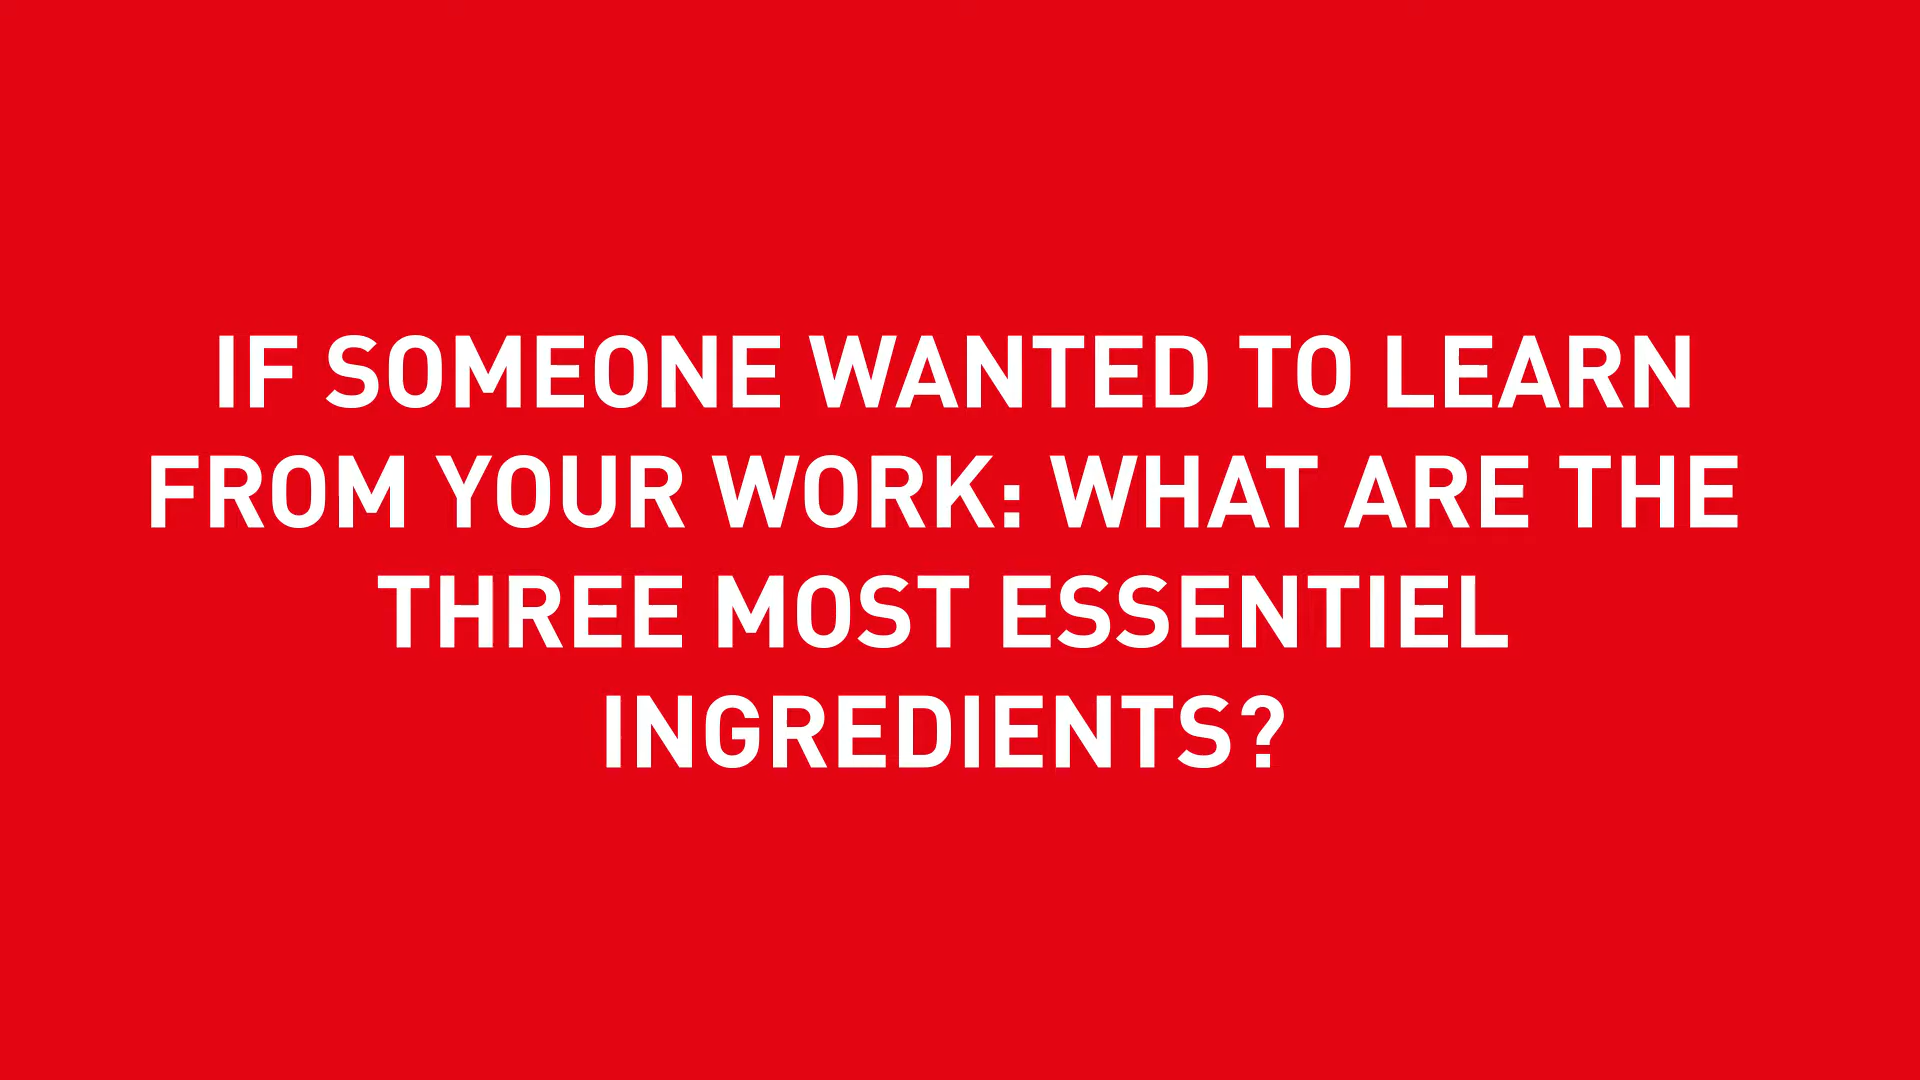 IF SOMEONE WANTED TO LEARN
FROM YOUR WORK: WHAT ARE THE
THREE MOST ESSENTIEL
INGREDIENTS?